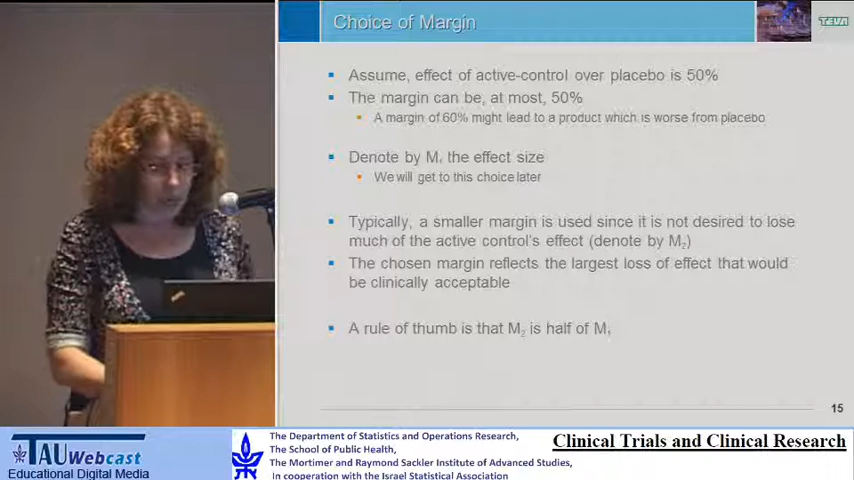 Choice of Margin
TEVA
Assume, effect of active-control over placebo is 50%
The margin can be, at most, 50%
A margin of 60% might lead to a product which is worse from placebo
Denote by M₁ the effect size
We will get to this choice later
Typically, a smaller margin is used since it is not desired to lose
much of the active control's effect (denote by M₂)
The chosen margin reflects the largest loss of effect that would
be clinically acceptable
A rule of thumb is that M₂ is half of M₁
15
TAUWebcast
Educational Digital Media
The Department of Statistics and Operations Research,
The School of Public Health,
The Mortimer and Raymond Sackler Institute of Advanced Studies,
In cooperation with the Israel Statistical Association
Clinical Trials and Clinical Research